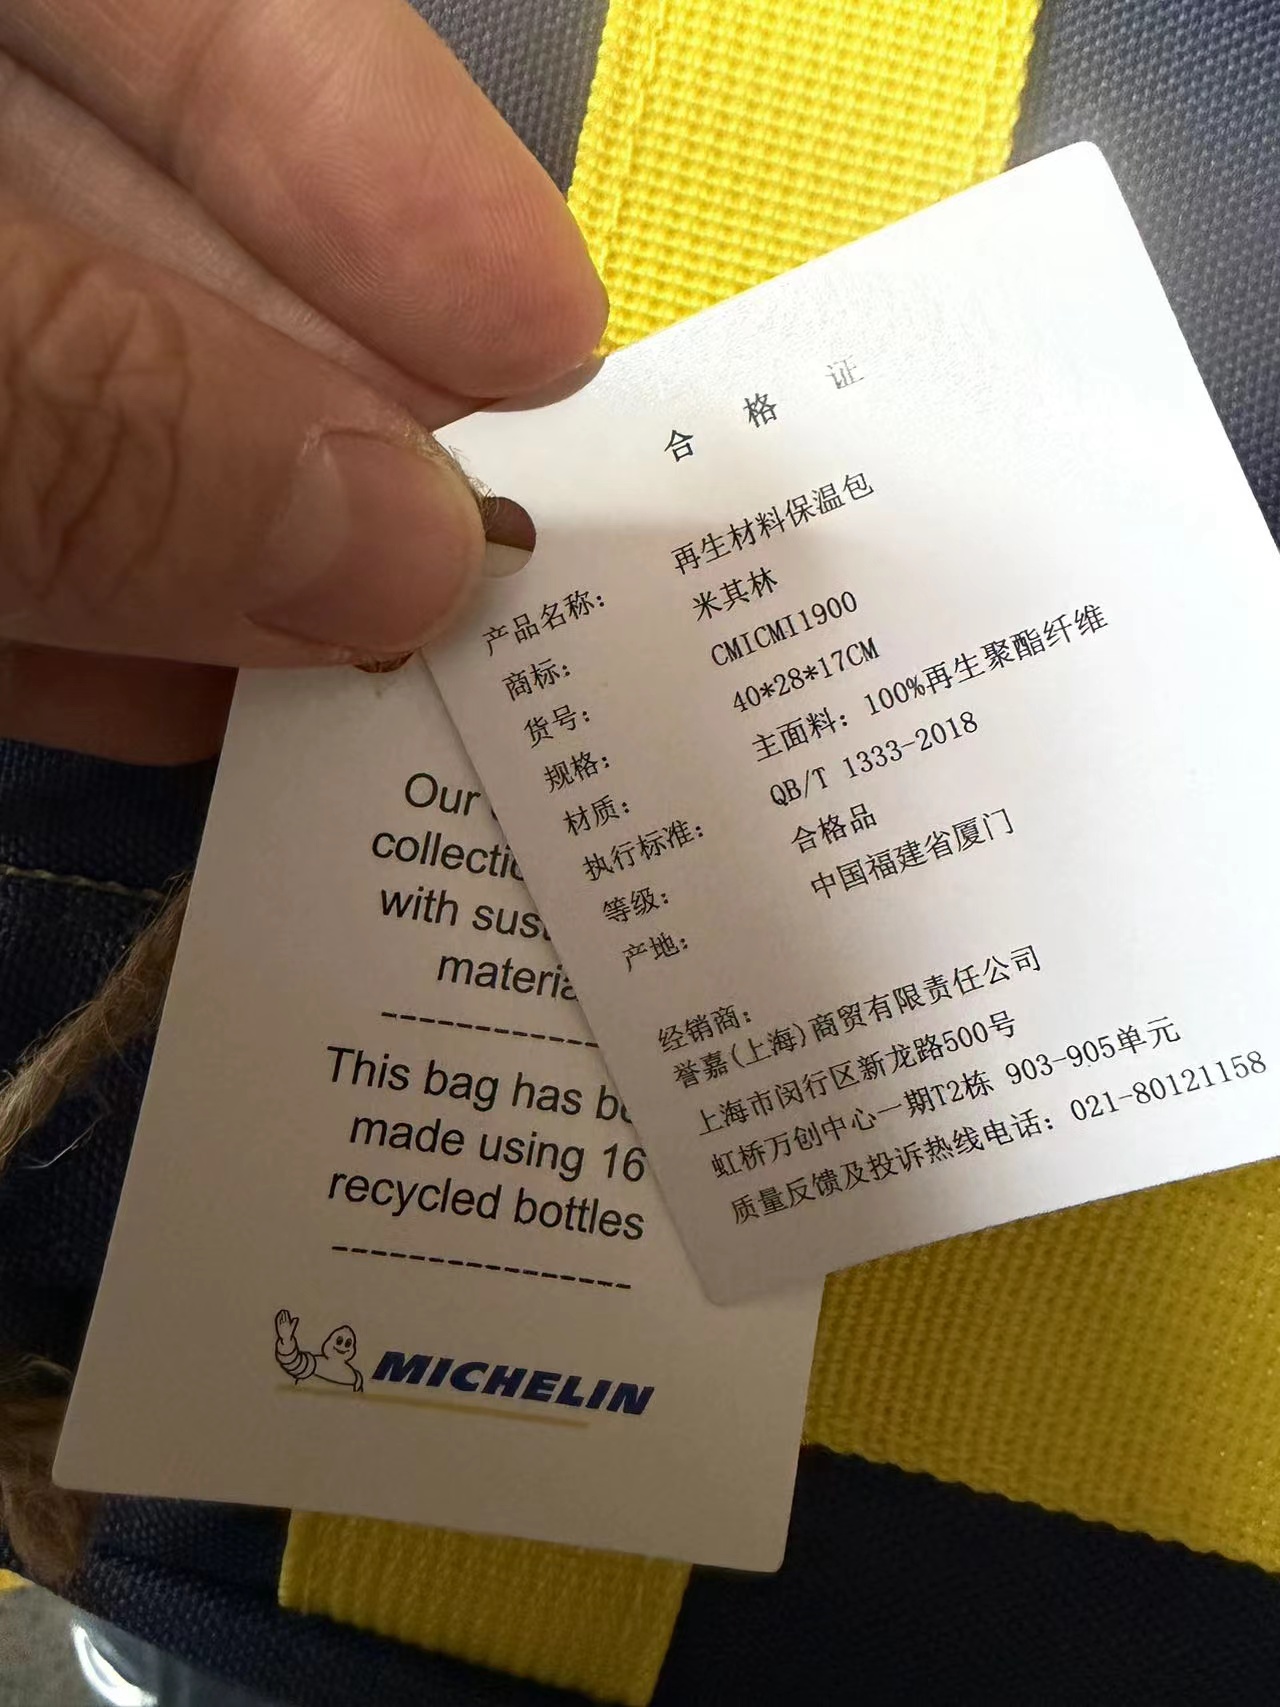 合格证
产品名称： 再生材料保温包
商标： 米其林
货号： CMICMI1900
规格： 40*28*17CM
材质： 主面料：100%再生聚酯纤维
执行标准： QB/T 1333-2018
等级： 合格品
产地： 中国福建省厦门
经销商：
誉嘉(上海)商贸有限责任公司
上海市闵行区新龙路500号
虹桥万创中心一期T2栋 903-905单元
质量反馈及投诉热线电话：021-80121158
Our
collectio
with sust
materia
This bag has be
made using 16
recycled bottles
MICHELIN